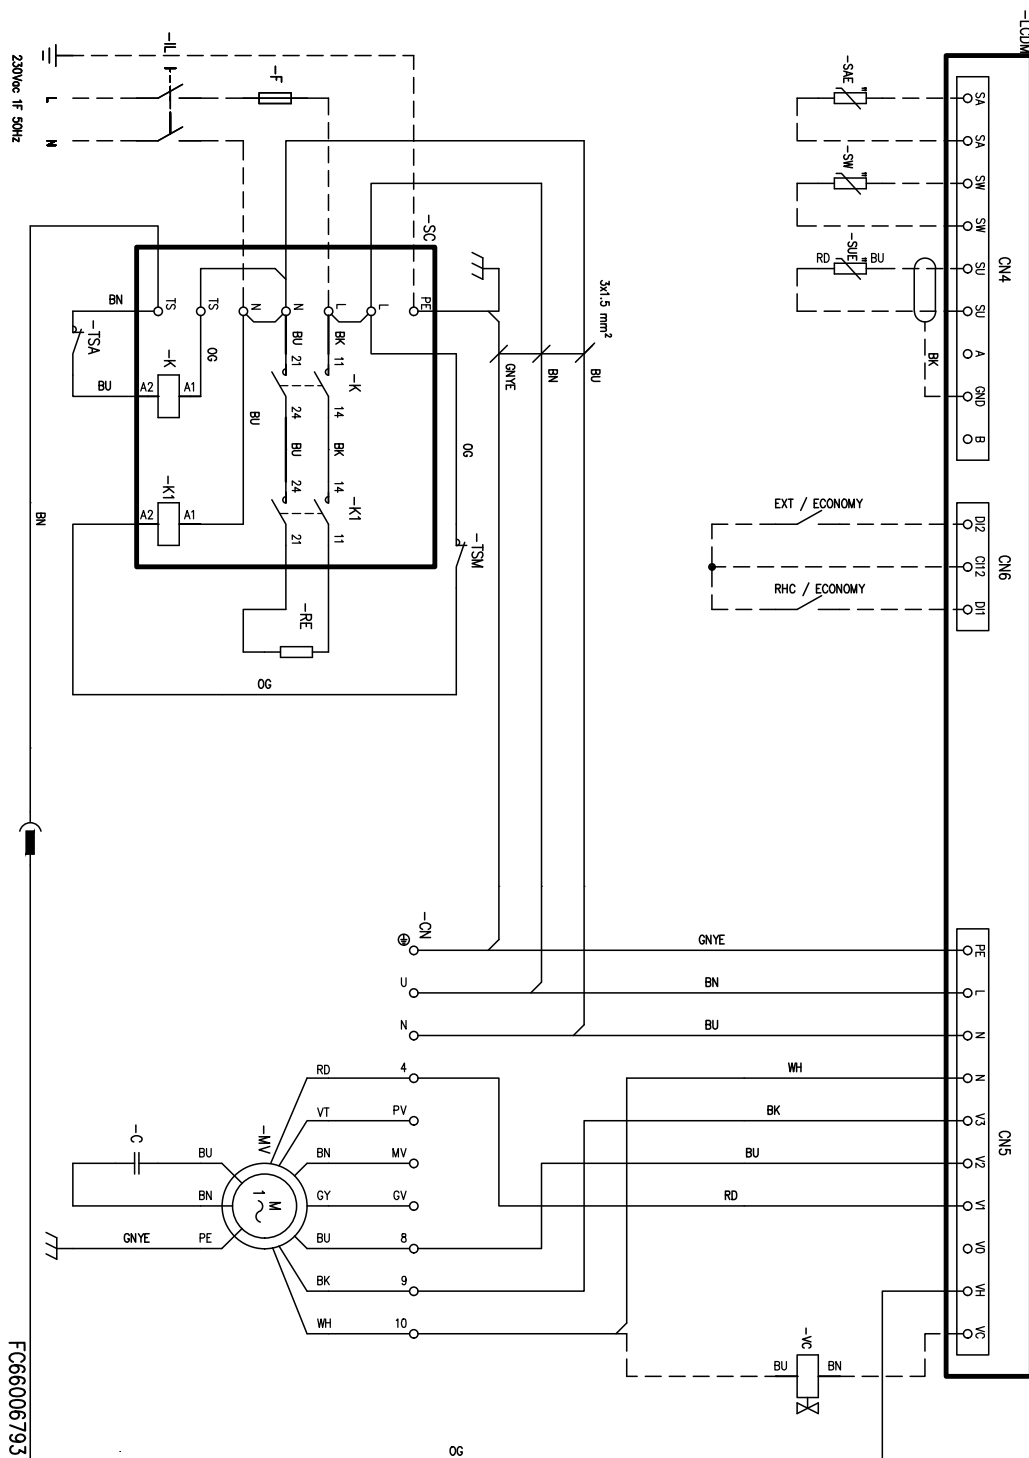 -LCDM
-IL
-F
-SAE
SA
230Vac 1F 50Hz
L
N
SA
-SW
SW
SW
-SC
-SUE
RD
BU
SU
CN4
3x1.5 mm²
BN
TS
TS
N
N
L
L
PE
SU
-TSA
-K
OG
BU
21
BK
11
-K
GNYE
BN
BU
BK
A
BU
A2
A1
24
14
GND
BU
BU
BK
OG
B
-K1
24
14
-K1
EXT / ECONOMY
DI2
BN
A2
A1
21
11
-TSM
CI12
CN6
RHC / ECONOMY
DI1
-RE
OG
-CN
GNYE
PE
U
BN
L
N
BU
N
RD
4
WH
N
VT
PV
BK
V3
-MV
CN5
-C
BU
BN
MV
BU
V2
BN
M
1
GY
GV
RD
V1
GNYE
PE
BU
8
V0
BK
9
VH
WH
10
-VC
VC
BU
BN
FC66006793
OG